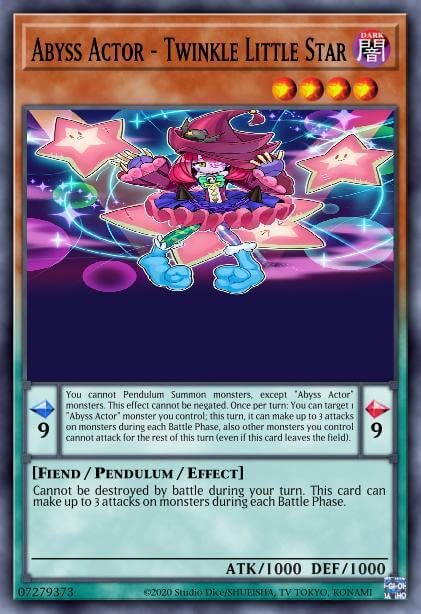 Abyss Actor - Twinkle Little Star
DARK
闇
You cannot Pendulum Summon monsters, except "Abyss Actor"
monsters. This effect cannot be negated. Once per turn: You can target 1
"Abyss Actor" monster you control; this turn, it can make up to 3 attacks
on monsters during each Battle Phase, also other monsters you control
cannot attack for the rest of this turn (even if this card leaves the field).
9
9
[Fiend / Pendulum / Effect]
Cannot be destroyed by battle during your turn. This card can
make up to 3 attacks on monsters during each Battle Phase.
ATK/1000 DEF/1000
07279373
©2020 Studio Dice/SHUEISHA, TV TOKYO, KONAMI